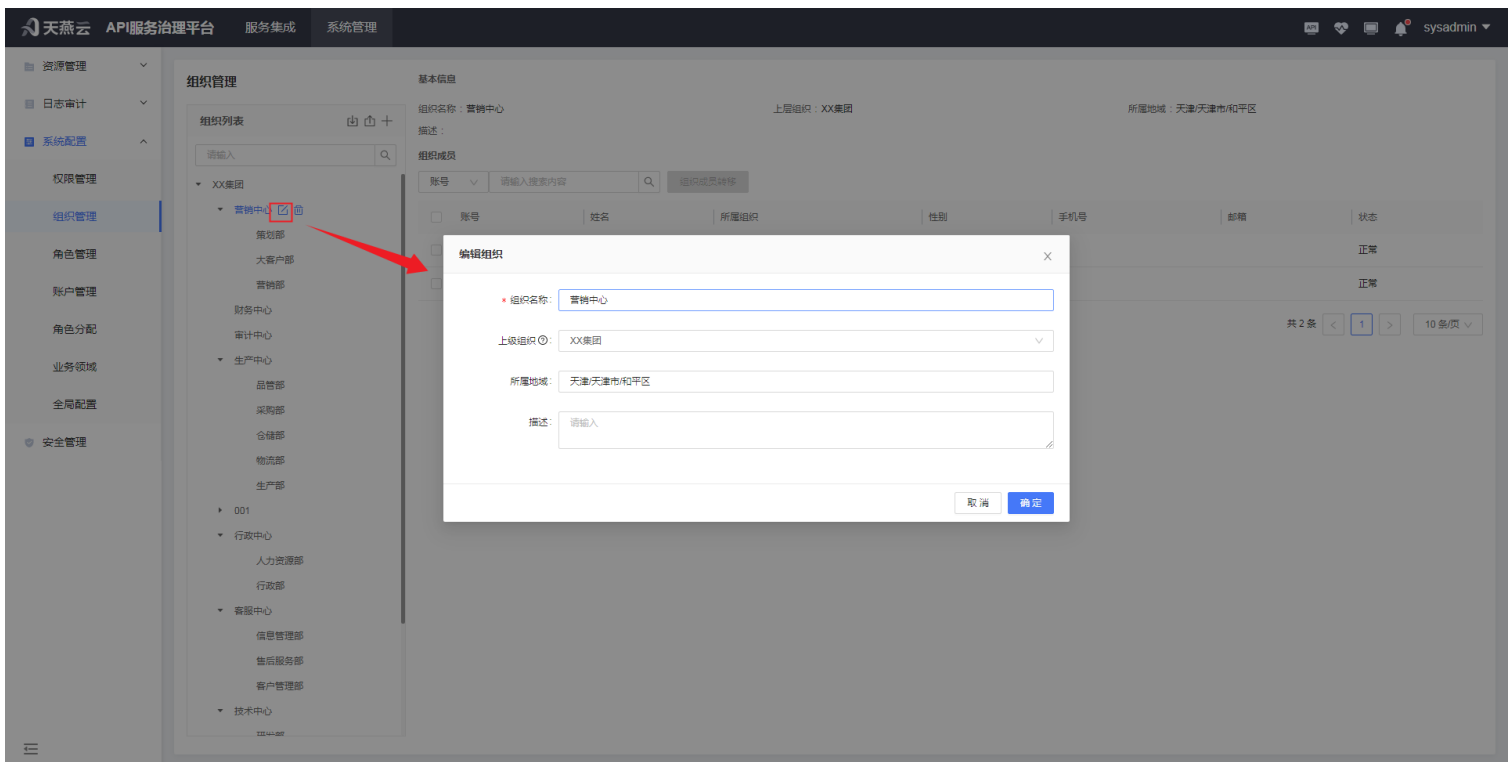 天燕云 API服务治理平台 服务集成 系统管理 API sysadmin
资源管理
日志审计
系统配置
权限管理
组织管理
角色管理
账户管理
角色分配
业务领域
全局配置
安全管理
组织管理
组织列表
请输入
XX集团
营销中心
策划部
大客户部
营销部
财务中心
审计中心
生产中心
品管部
采购部
仓储部
物流部
生产部
001
行政中心
人力资源部
行政部
客服中心
信息管理部
售后服务部
客户管理部
技术中心
研发部
基本信息
组织名称：营销中心 上层组织：XX集团 所属地域：天津/天津市/和平区
描述：
组织成员
账号 请输入搜索内容 组织成员转移
账号 姓名 所属组织 性别 手机号 邮箱 状态
正常
正常
共 2 条 < 1 > 10 条/页
编辑组织
* 组织名称: 营销中心
上级组织?: XX集团
所属地域: 天津/天津市/和平区
描述: 请输入
取 消 确 定